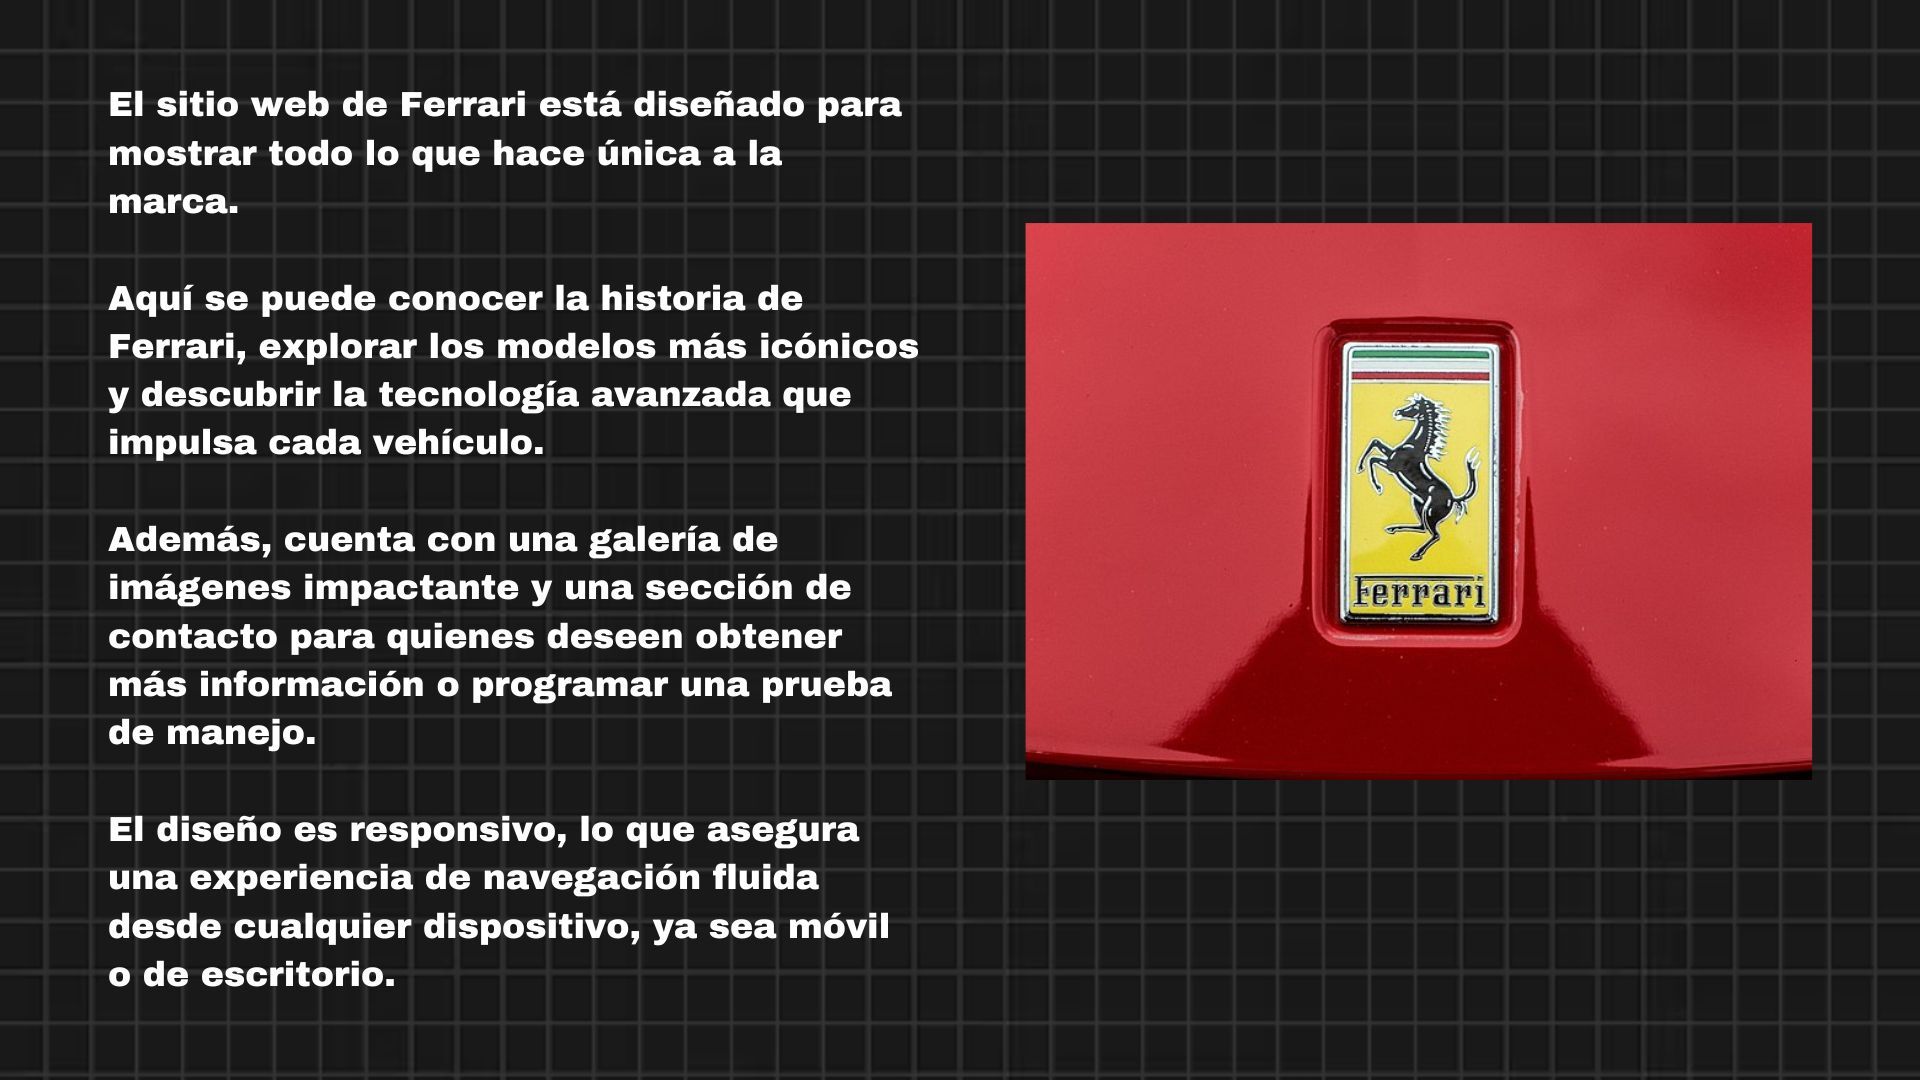 El sitio web de Ferrari está diseñado para
mostrar todo lo que hace única a la
marca.
Aquí se puede conocer la historia de
Ferrari, explorar los modelos más icónicos
y descubrir la tecnología avanzada que
impulsa cada vehículo.
Además, cuenta con una galería de
imágenes impactante y una sección de
contacto para quienes deseen obtener
más información o programar una prueba
de manejo.
El diseño es responsivo, lo que asegura
una experiencia de navegación fluida
desde cualquier dispositivo, ya sea móvil
o de escritorio.
Ferrari